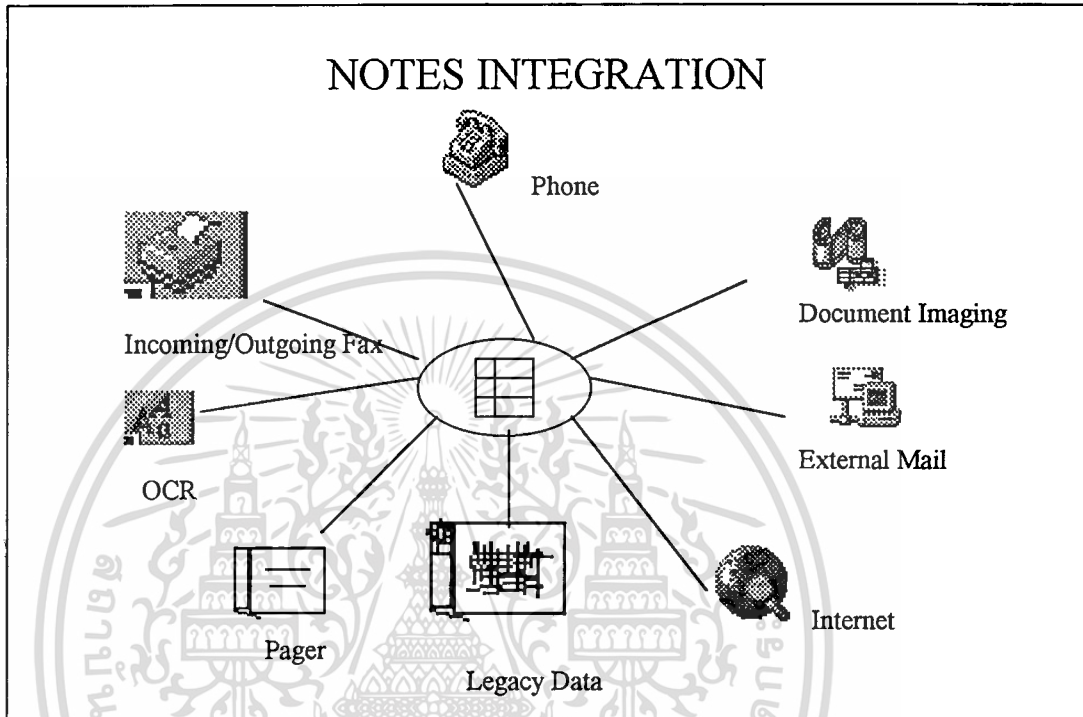 NOTES INTEGRATION
Phone
Document Imaging
Incoming/Outgoing Fax
External Mail
OCR
Internet
Pager
Legacy Data